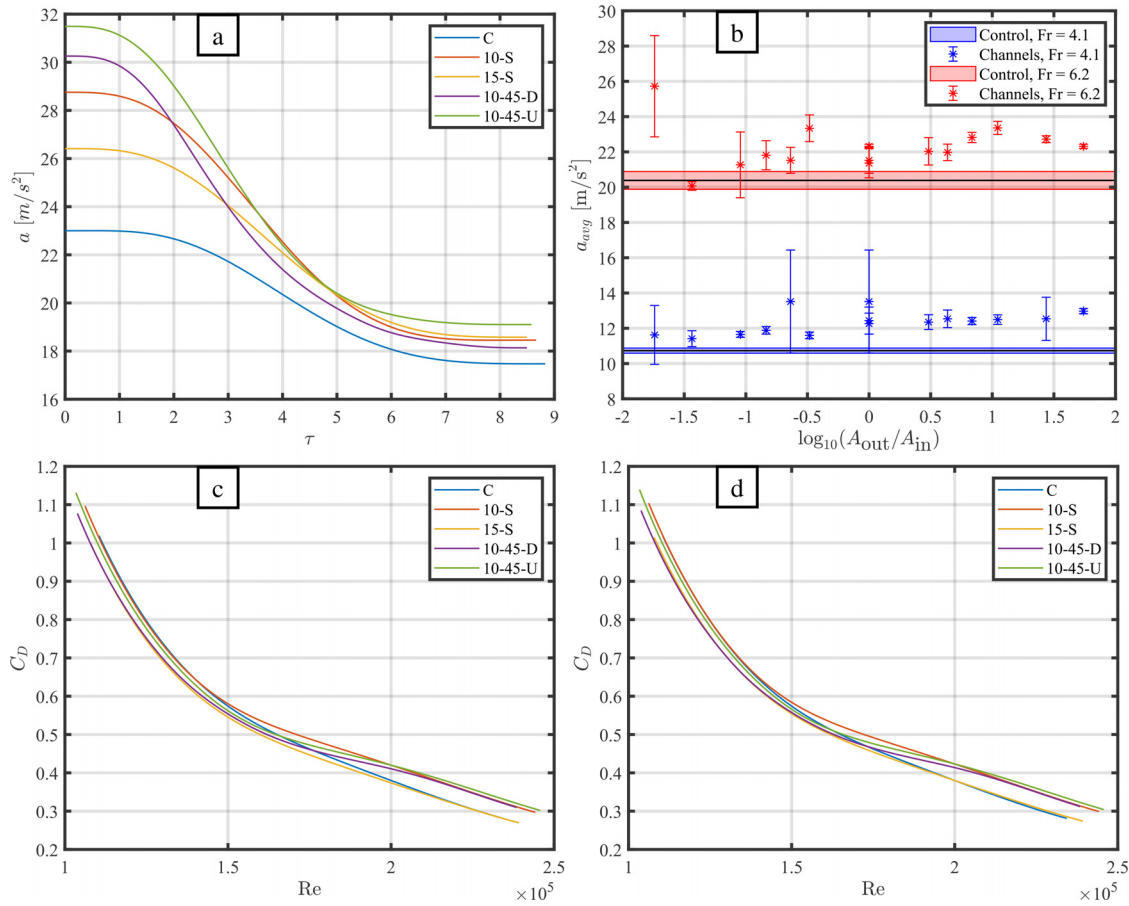 a
C
10-S
15-S
10-45-D
10-45-U
32
30
28
26
24
22
20
18
16
a [m/s²]
0 1 2 3 4 5 6 7 8 9
τ
b
Control, Fr = 4.1
Channels, Fr = 4.1
Control, Fr = 6.2
Channels, Fr = 6.2
30
28
26
24
22
20
18
16
14
12
10
8
a_avg [m/s²]
-2 -1.5 -1 -0.5 0 0.5 1 1.5 2
log₁₀(A_out/A_in)
c
C
10-S
15-S
10-45-D
10-45-U
1.2
1.1
1
0.9
0.8
0.7
0.6
0.5
0.4
0.3
0.2
C_D
1 1.5 2 2.5
Re
×10⁵
d
C
10-S
15-S
10-45-D
10-45-U
1.2
1.1
1
0.9
0.8
0.7
0.6
0.5
0.4
0.3
0.2
C_D
1 1.5 2 2.5
Re
×10⁵